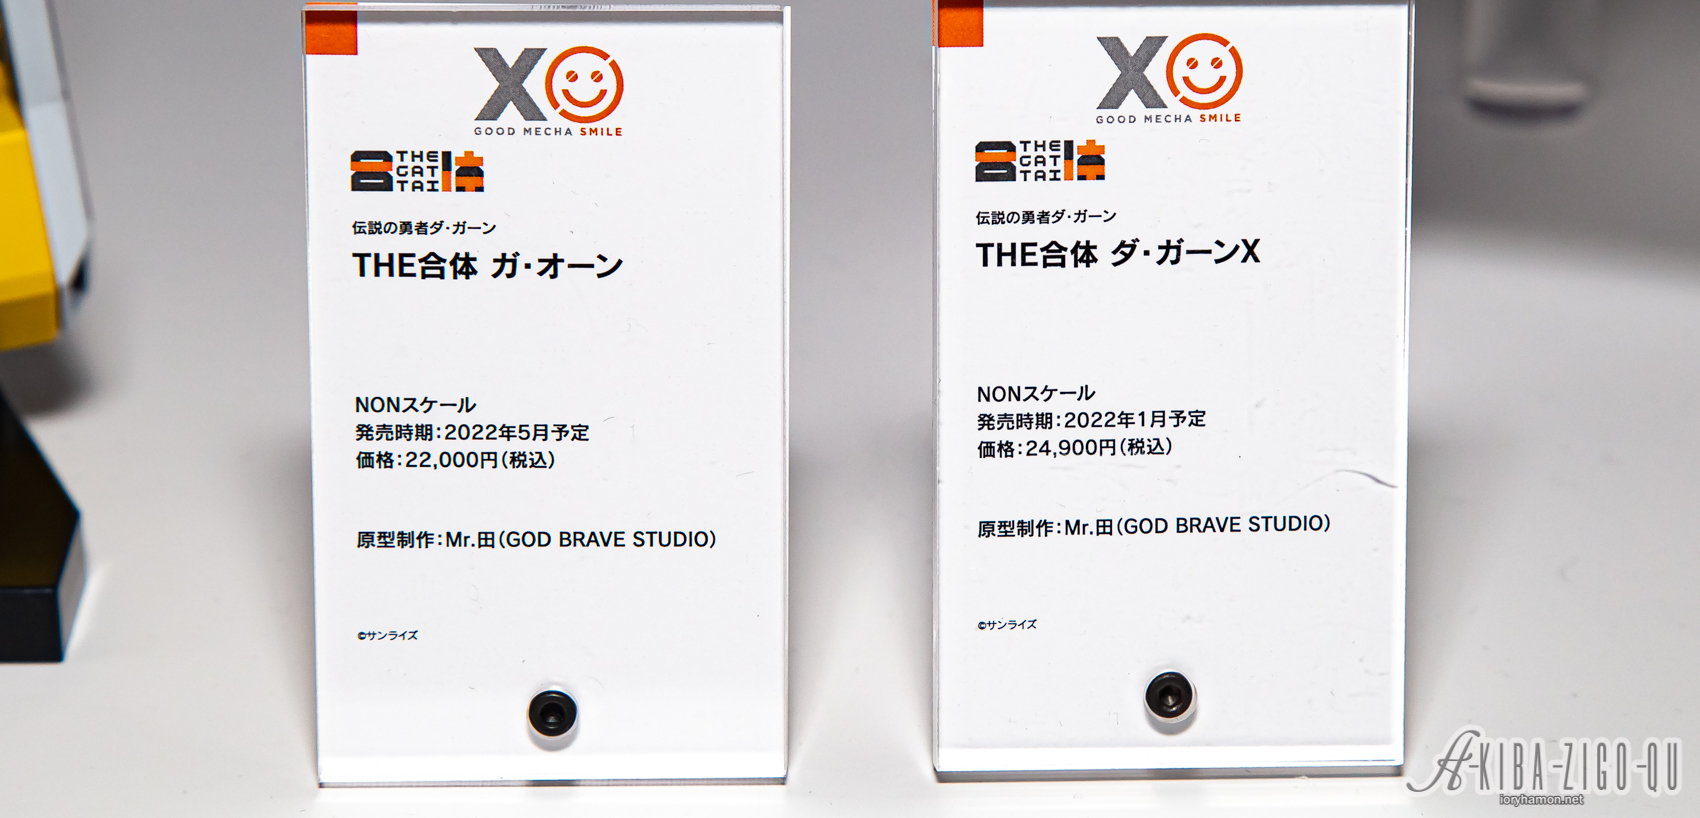 XO
GOOD MECHA SMILE
合体
THE
GAT
TAI
伝説の勇者ダ・ガーン
THE合体 ガ・オーン
NONスケール
発売時期:2022年5月予定
価格:22,000円(税込)
原型制作:Mr.田(GOD BRAVE STUDIO)
©サンライズ
XO
GOOD MECHA SMILE
合体
THE
GAT
TAI
伝説の勇者ダ・ガーン
THE合体 ダ・ガーンX
NONスケール
発売時期:2022年1月予定
価格:24,900円(税込)
原型制作:Mr.田(GOD BRAVE STUDIO)
©サンライズ
A-KIBA-ZIGO-QU
ioryhamon.net